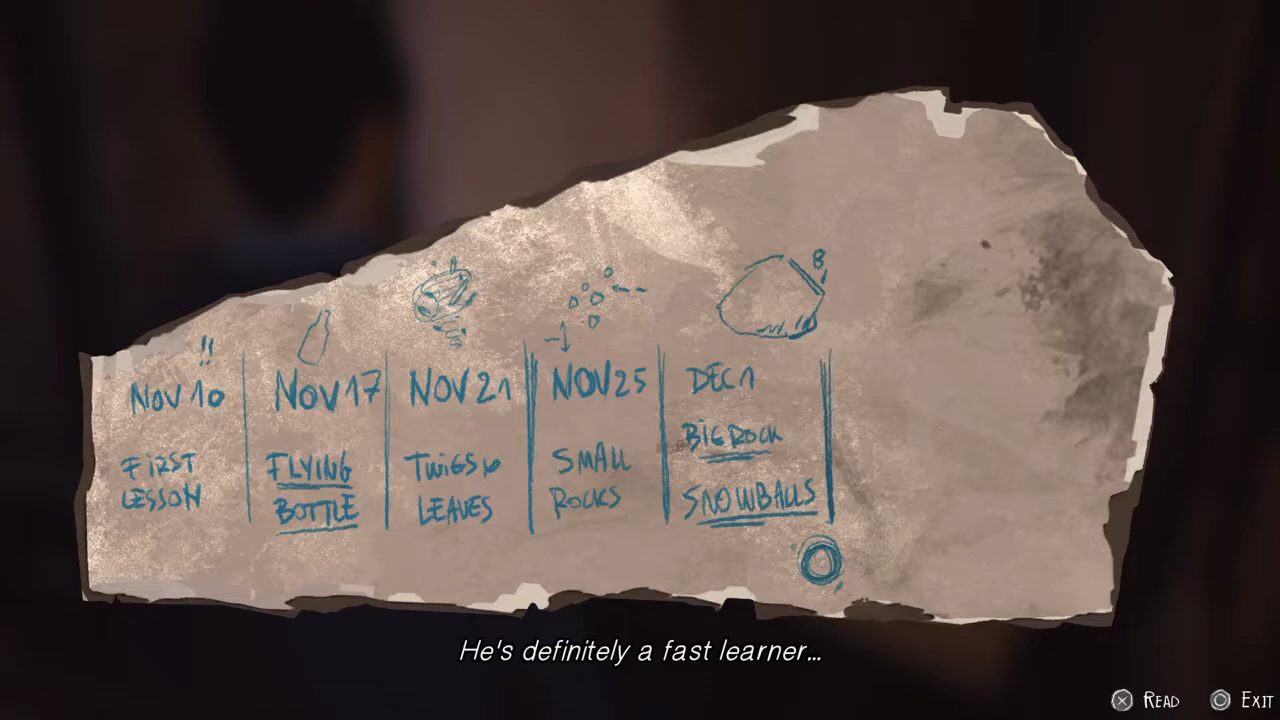 !!
8
NOV 10
NOV 17
NOV 21
NOV 25
DEC 1
FIRST
LESSON
FLYING
BOTTLE
TWIGS &
LEAVES
SMALL
ROCKS
BIG ROCK
SNOWBALLS
He's definitely a fast learner...
READ
EXIT